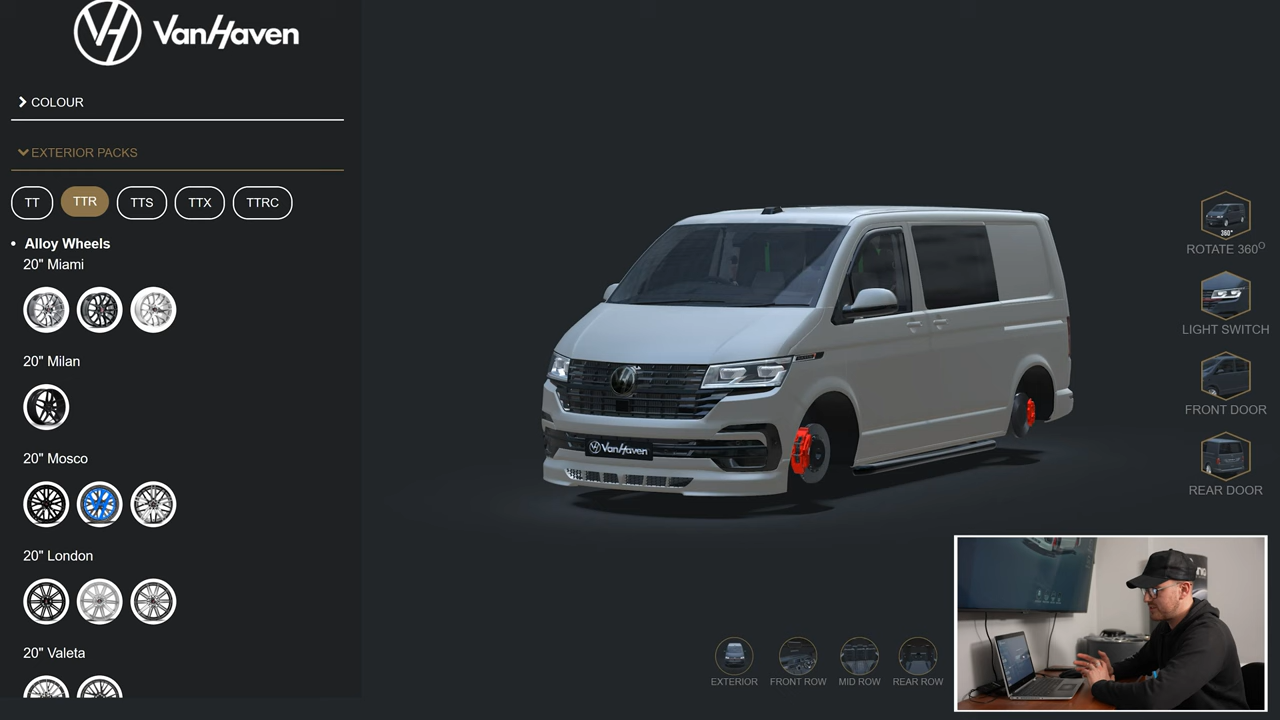 VanHaven
COLOUR
EXTERIOR PACKS
TT
TTR
TTS
TTX
TTRC
• Alloy Wheels
20" Miami
20" Milan
20" Mosco
20" London
20" Valeta
VanHaven
360°
ROTATE 360O
LIGHT SWITCH
FRONT DOOR
REAR DOOR
EXTERIOR
FRONT ROW
MID ROW
REAR ROW